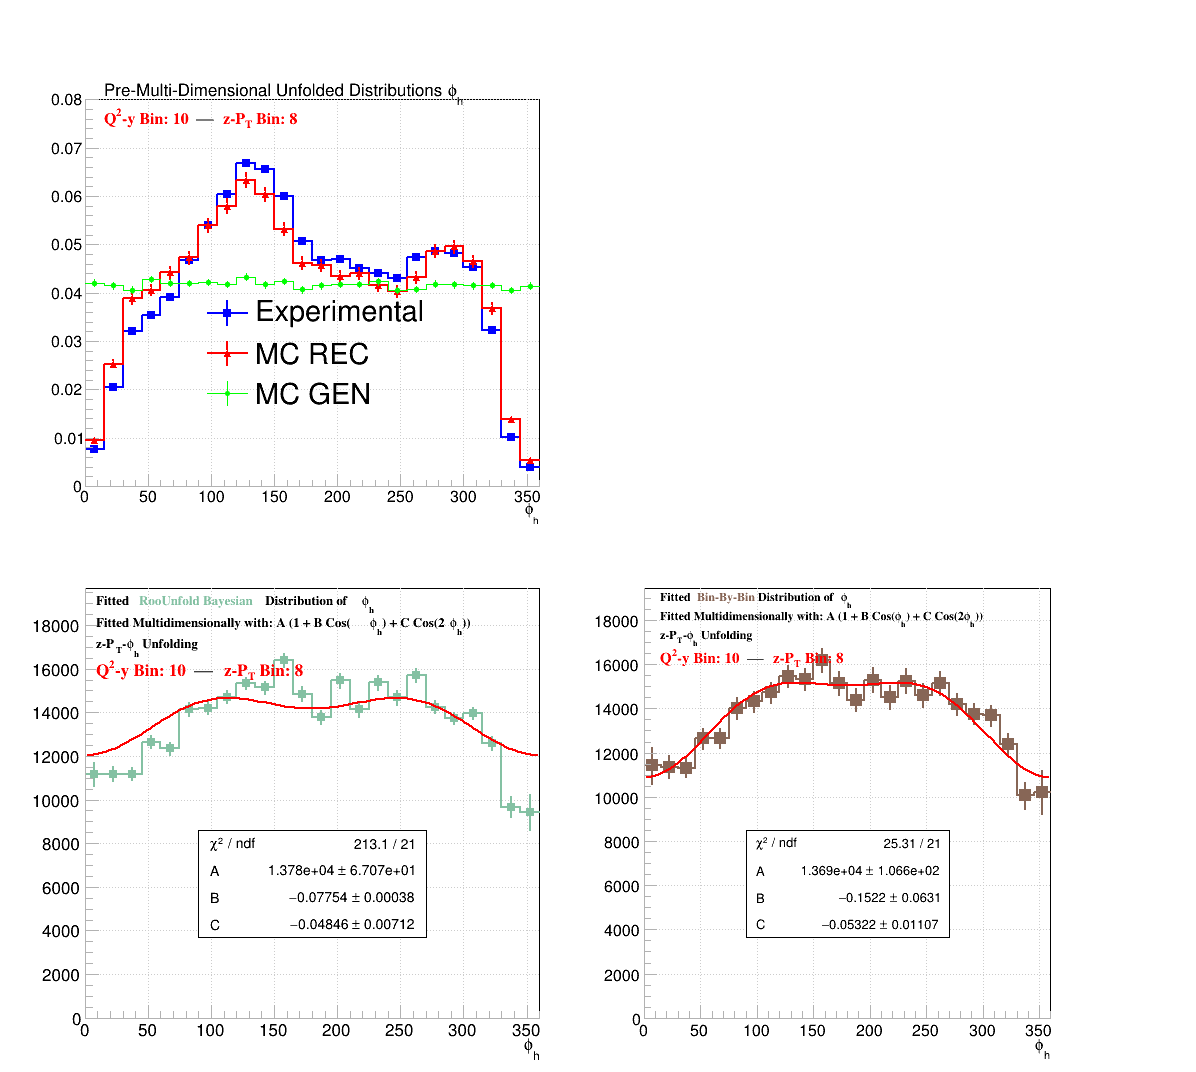 Pre-Multi-Dimensional Unfolded Distributions ϕh
Q²-y Bin: 10 — z-PT Bin: 8
0.08
0.07
0.06
0.05
0.04
0.03
0.02
0.01
0
Experimental
MC REC
MC GEN
0 50 100 150 200 250 300 350
ϕh
Fitted RooUnfold Bayesian Distribution of ϕh
Fitted Multidimensionally with: A (1 + B Cos( ϕh) + C Cos(2 ϕh))
z-PT-ϕh Unfolding
Q²-y Bin: 10 — z-PT Bin: 8
18000
16000
14000
12000
10000
8000
6000
4000
2000
0
χ² / ndf 213.1 / 21
A 1.378e+04 ± 6.707e+01
B −0.07754 ± 0.00038
C −0.04846 ± 0.00712
0 50 100 150 200 250 300 350
ϕh
Fitted Bin-By-Bin Distribution of ϕh
Fitted Multidimensionally with: A (1 + B Cos(ϕh) + C Cos(2ϕh))
z-PT-ϕh Unfolding
Q²-y Bin: 10 — z-PT Bin: 8
18000
16000
14000
12000
10000
8000
6000
4000
2000
0
χ² / ndf 25.31 / 21
A 1.369e+04 ± 1.066e+02
B −0.1522 ± 0.0631
C −0.05322 ± 0.01107
0 50 100 150 200 250 300 350
ϕh